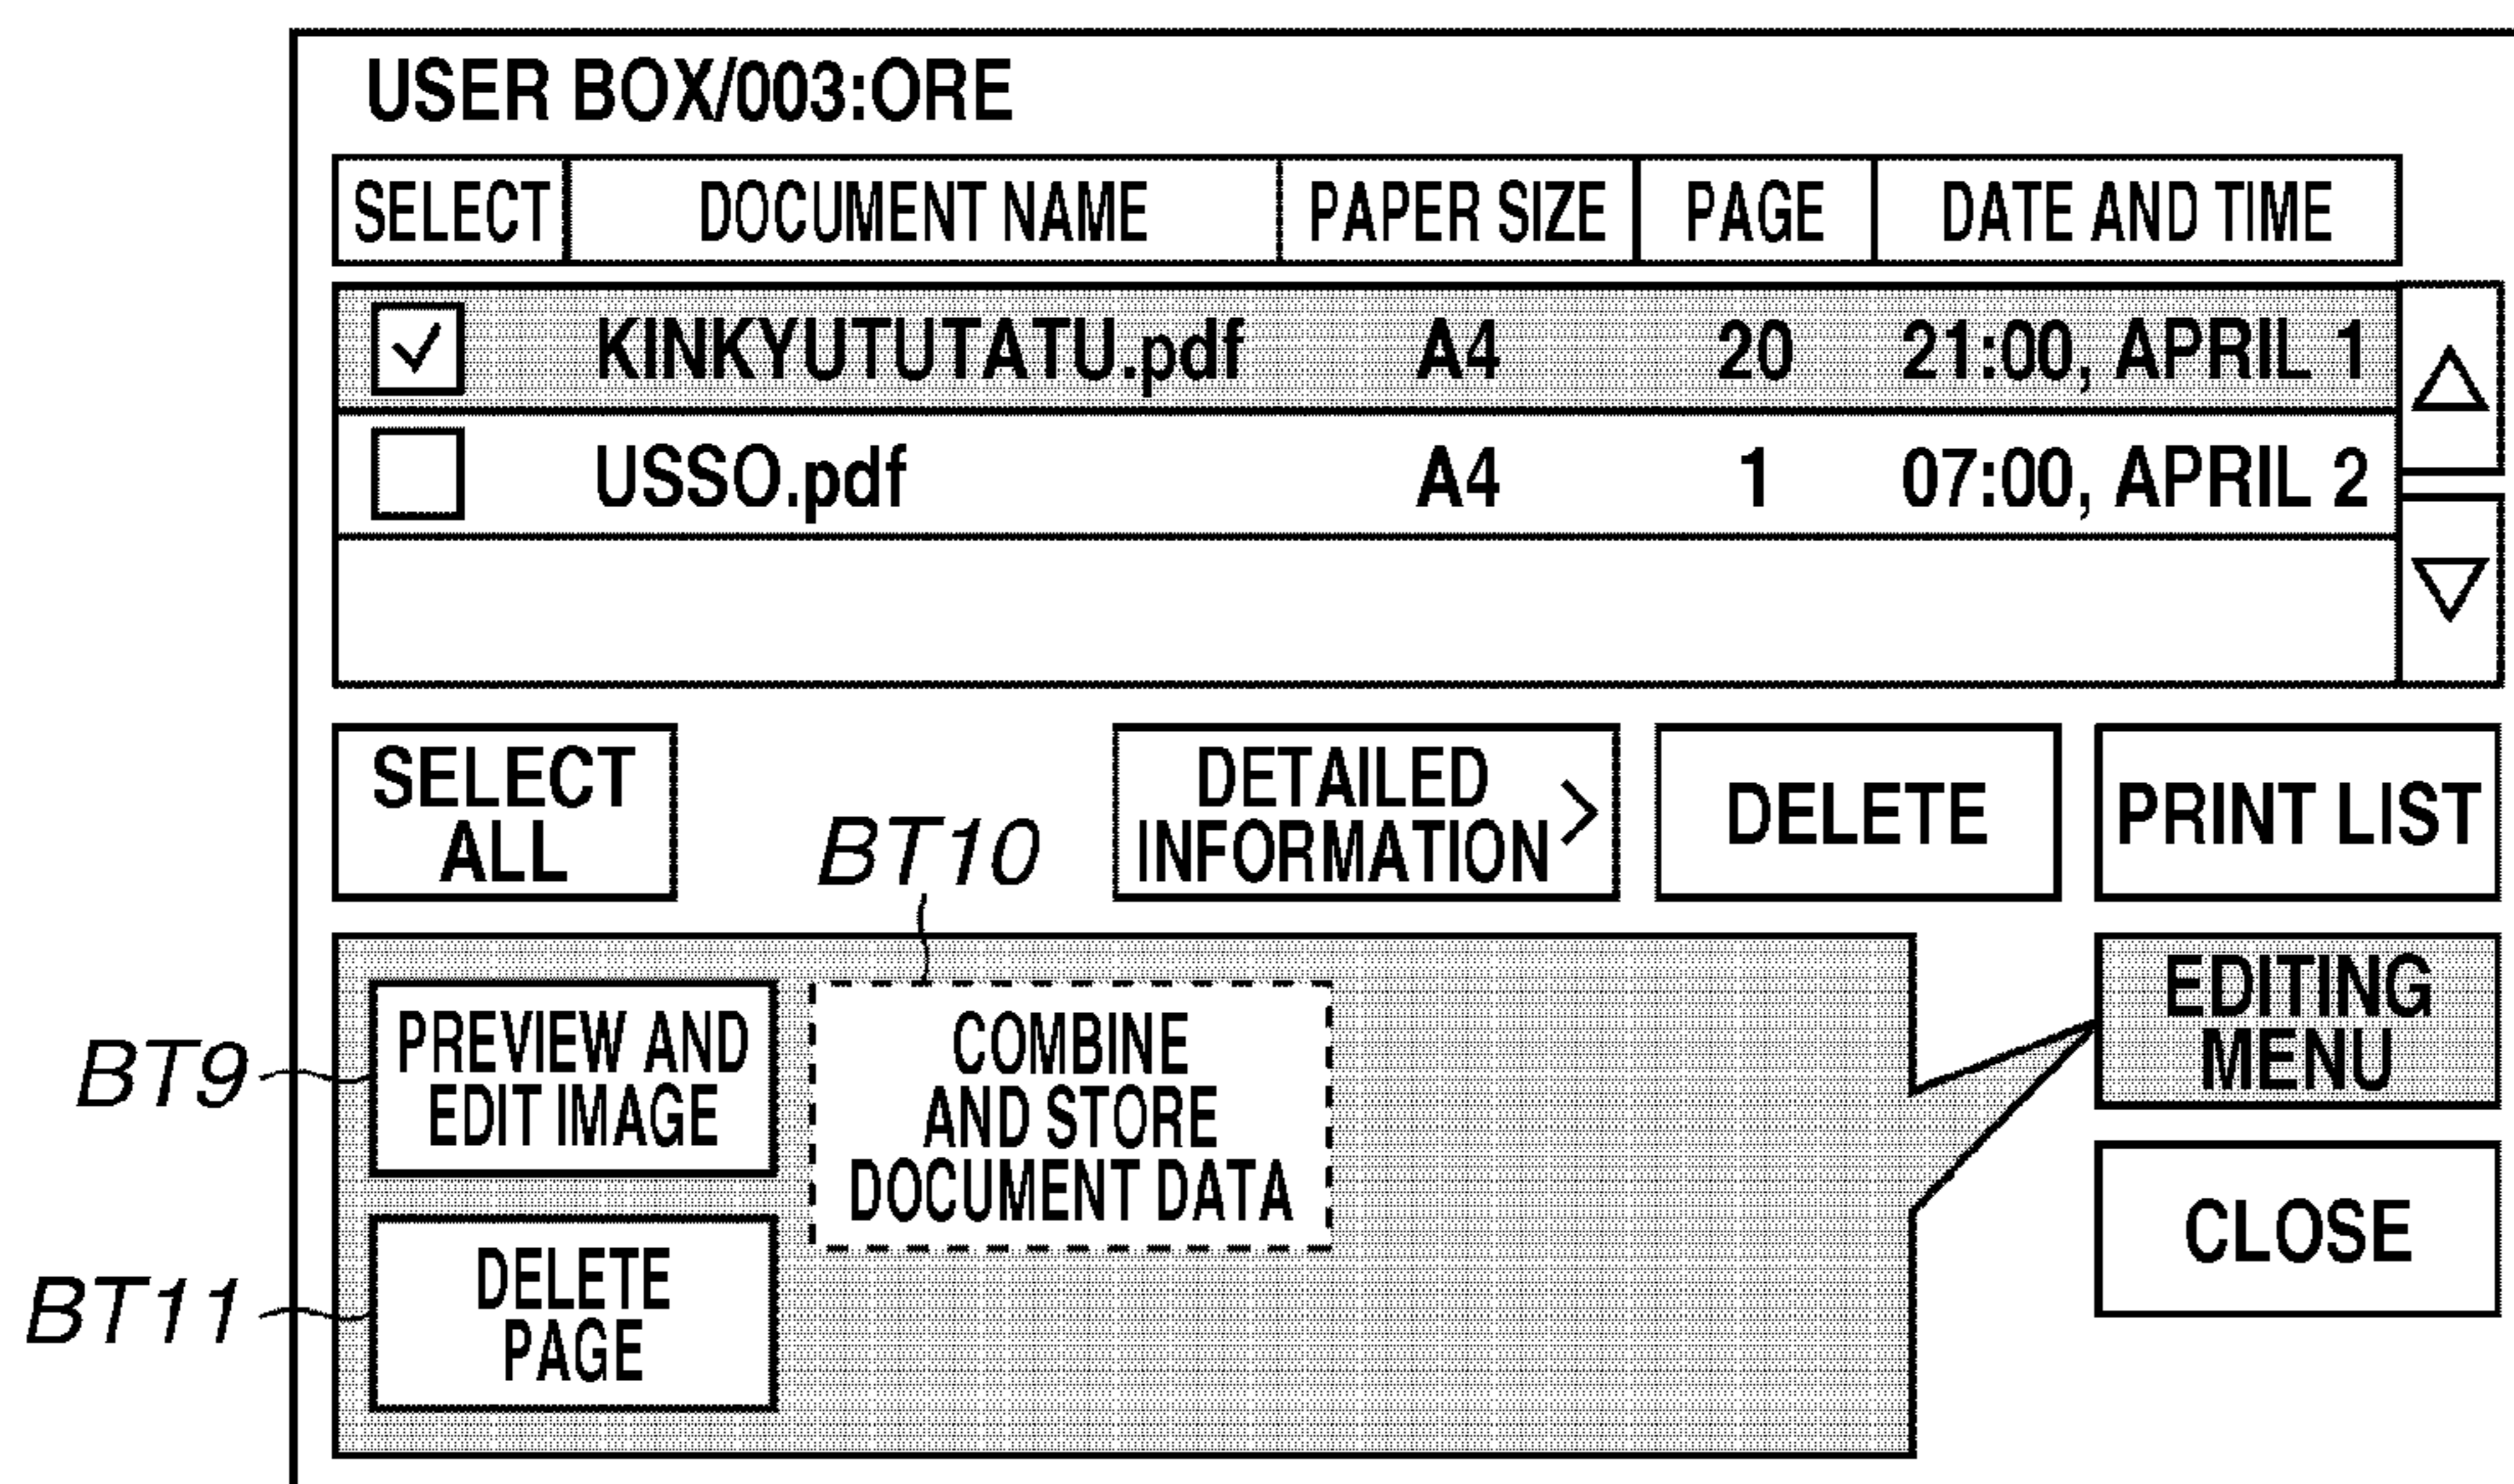 USER BOX/003:ORE
SELECT DOCUMENT NAME PAPER SIZE PAGE DATE AND TIME
KINKYUTUTATU.pdf A4 20 21:00, APRIL 1
USSO.pdf A4 1 07:00, APRIL 2
SELECT
ALL
BT10
DETAILED
INFORMATION >
DELETE
PRINT LIST
BT9
PREVIEW AND
EDIT IMAGE
COMBINE
AND STORE
DOCUMENT DATA
EDITING
MENU
BT11
DELETE
PAGE
CLOSE